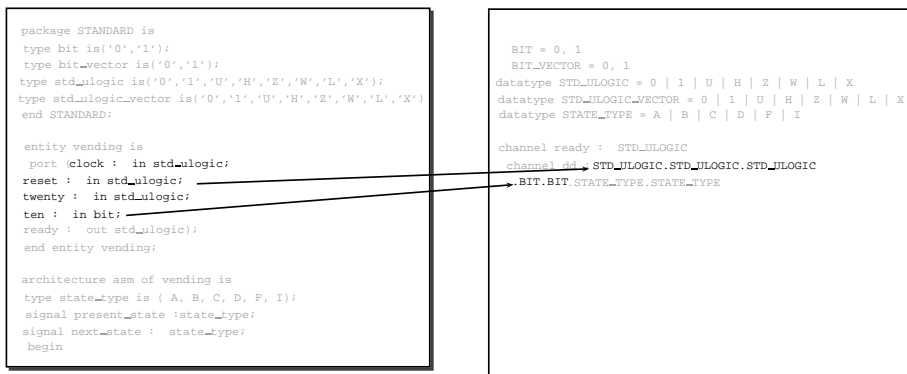 package STANDARD is
type bit is('0','1');
type bit_vector is('0','1');
type std_ulogic is('0','1','U','H','Z','W','L','X');
type std_ulogic_vector is('0','1','U','H','Z','W','L','X')
end STANDARD;
entity vending is
port (clock : in std_ulogic;
reset : in std_ulogic;
twenty : in std_ulogic;
ten : in bit;
ready : out std_ulogic);
end entity vending;
architecture asm of vending is
type state_type is ( A, B, C, D, F, I);
signal present_state :state_type;
signal next_state : state_type;
begin
BIT = 0, 1
BIT_VECTOR = 0, 1
datatype STD_ULOGIC = 0 | 1 | U | H | Z | W | L | X
datatype STD_ULOGIC_VECTOR = 0 | 1 | U | H | Z | W | L | X
datatype STATE_TYPE = A | B | C | D | F | I
channel ready : STD_ULOGIC
channel dd :STD_ULOGIC.STD_ULOGIC.STD_ULOGIC
.BIT.BIT.STATE_TYPE.STATE_TYPE